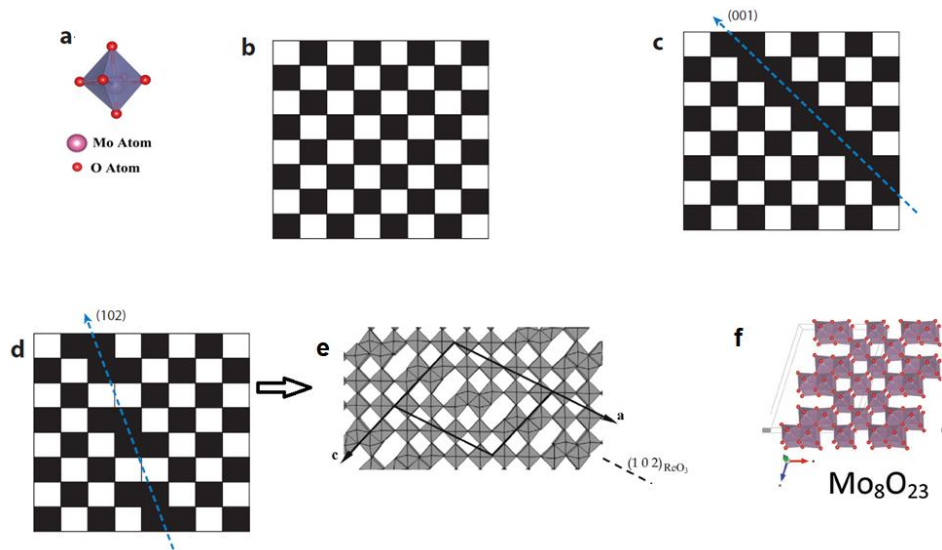 a
Mo Atom
O Atom
b
c
(001)
d
(102)
e
a
c
(1 0 2)ReO3
f
Mo8O23